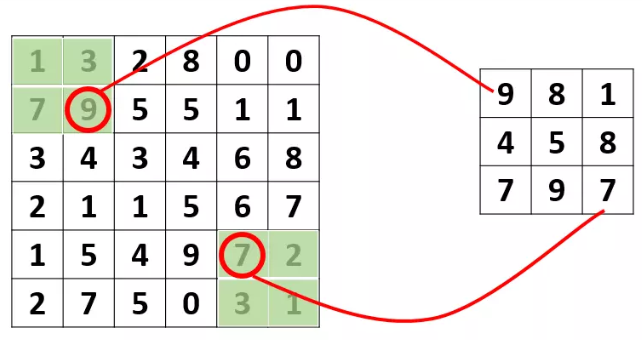 1 3 2 8 0 0
7 9 5 5 1 1
3 4 3 4 6 8
2 1 1 5 6 7
1 5 4 9 7 2
2 7 5 0 3 1
9 8 1
4 5 8
7 9 7